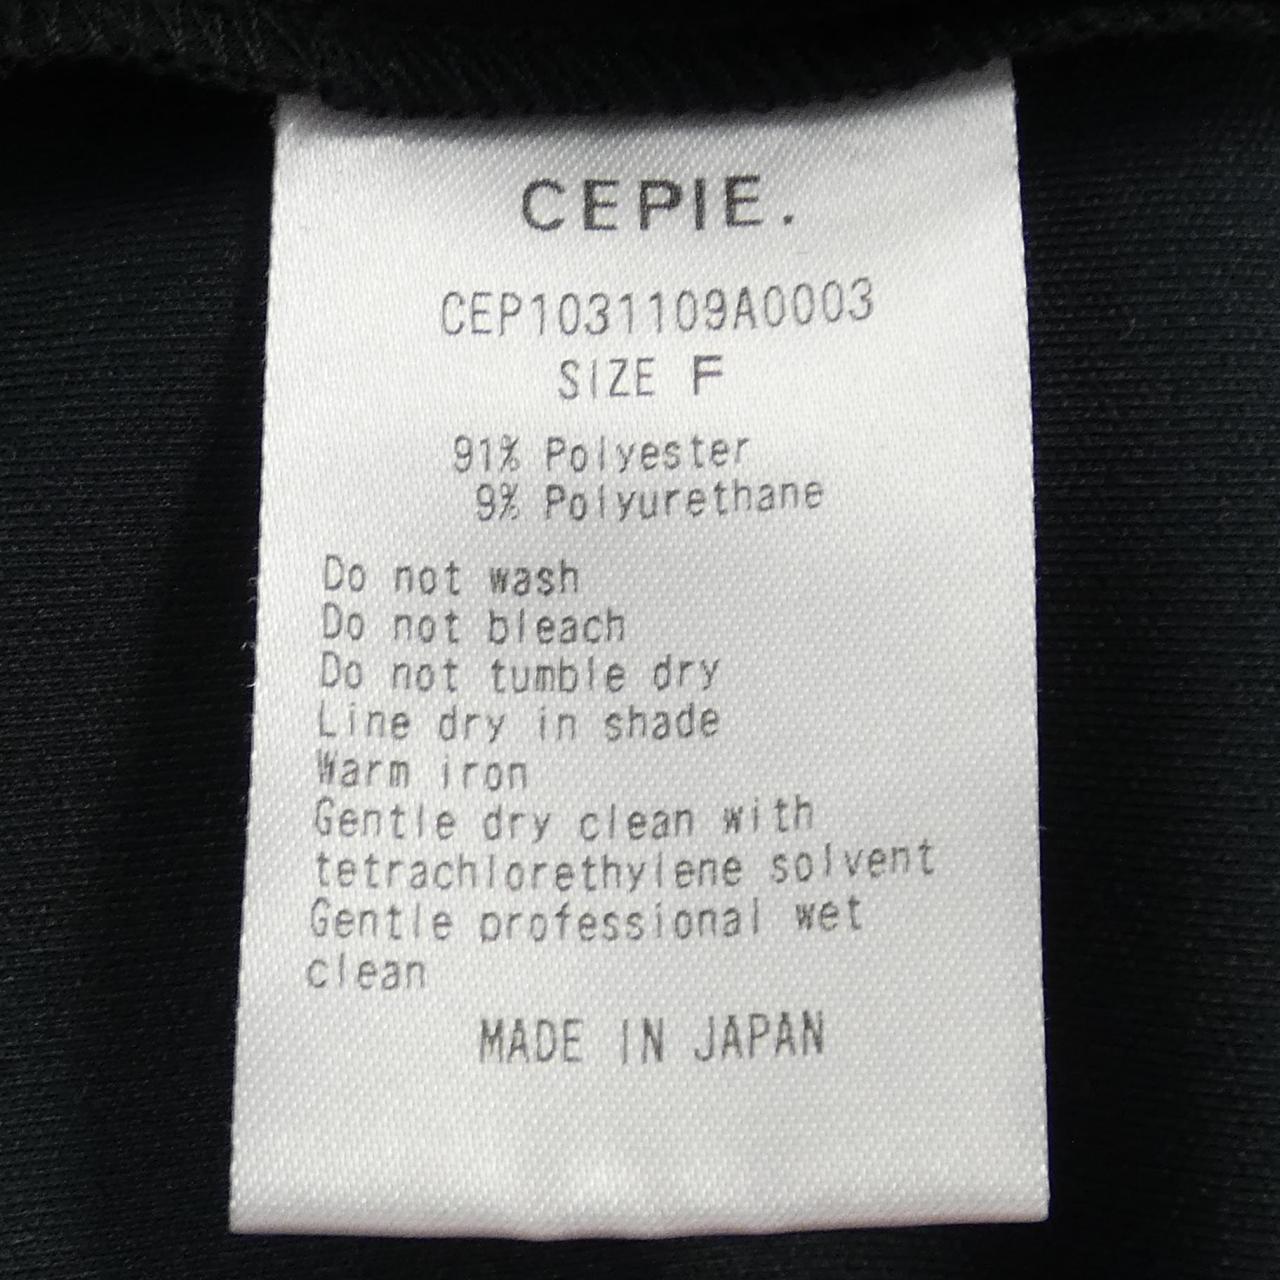 CEPIE.
CEP1031109A0003
SIZE F
91% Polyester
9% Polyurethane
Do not wash
Do not bleach
Do not tumble dry
Line dry in shade
Warm iron
Gentle dry clean with
tetrachlorethylene solvent
Gentle professional wet
clean
MADE IN JAPAN